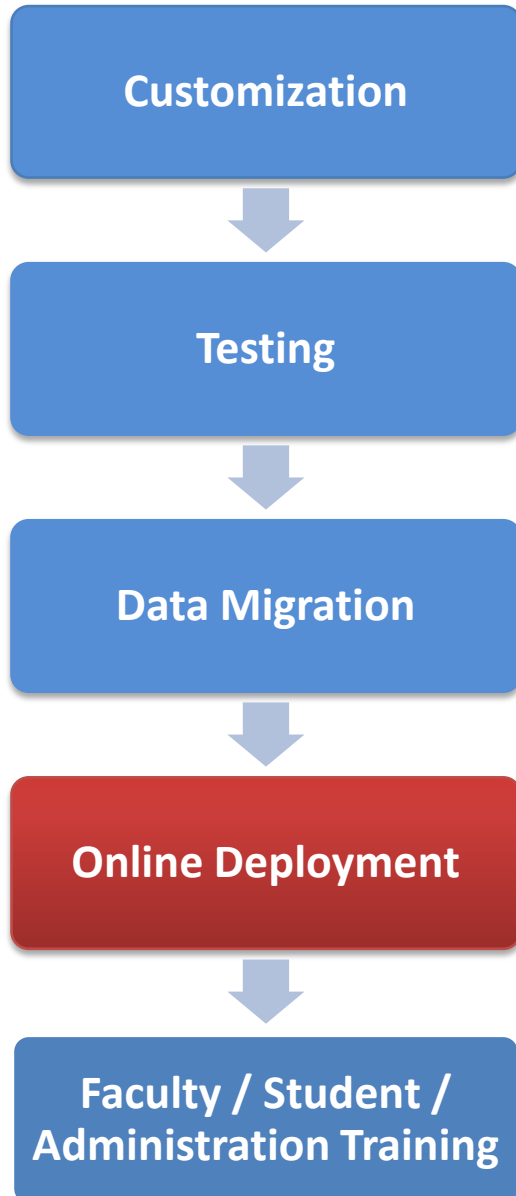 Customization
Testing
Data Migration
Online Deployment
Faculty / Student /
Administration Training